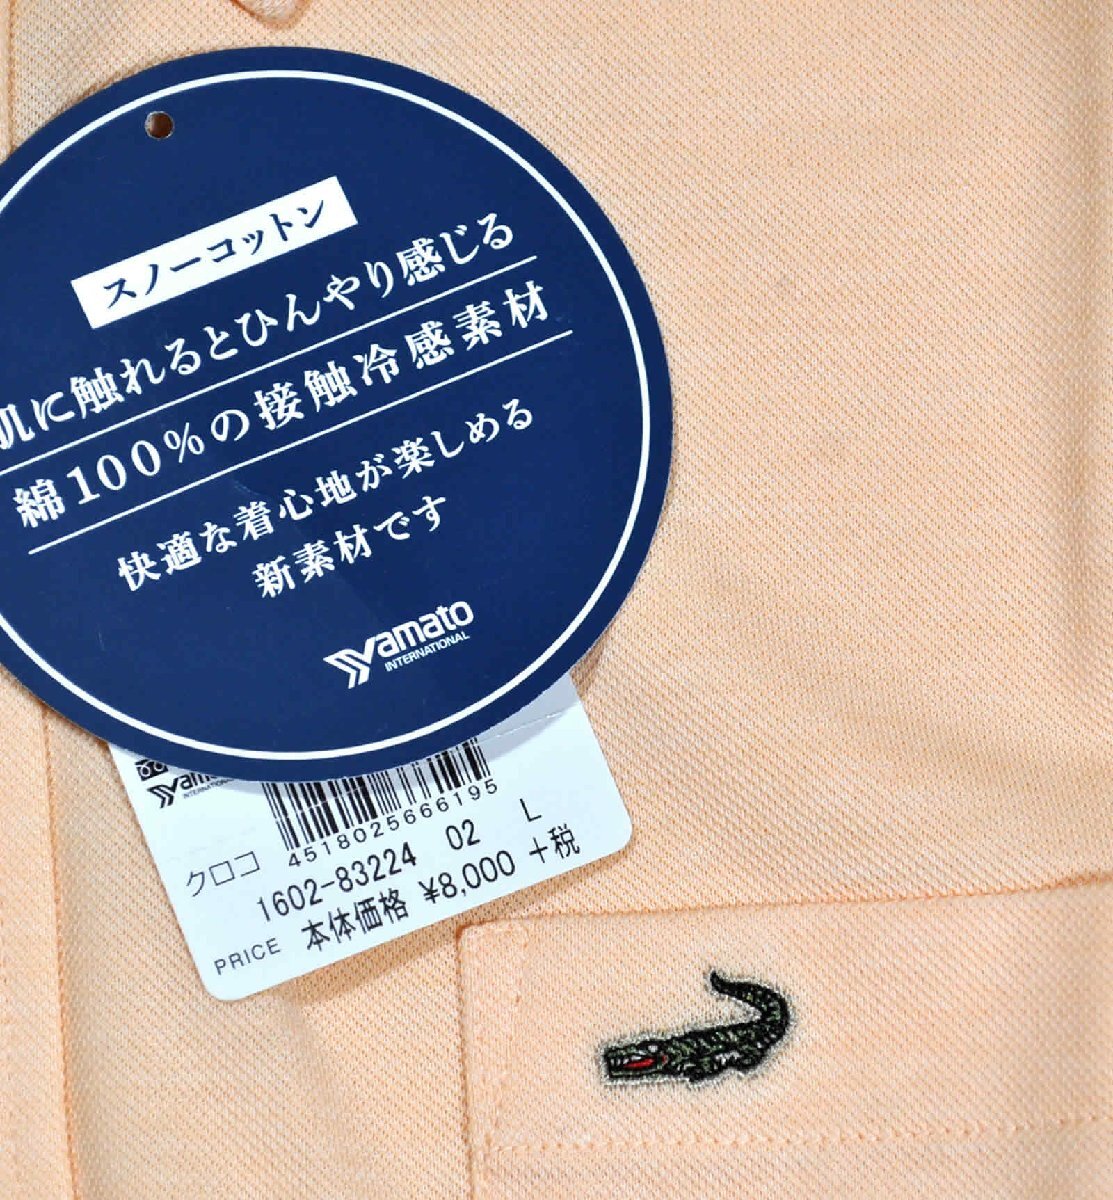 スノーコットン
肌に触れるとひんやり感じる
綿100%の接触冷感素材
快適な着心地が楽しめる
新素材です
Yamato
INTERNATIONAL
Yamato
INTERNATIONAL
4518025666195
クロコ 1602-83224 02 L
PRICE 本体価格 ¥8,000 +税